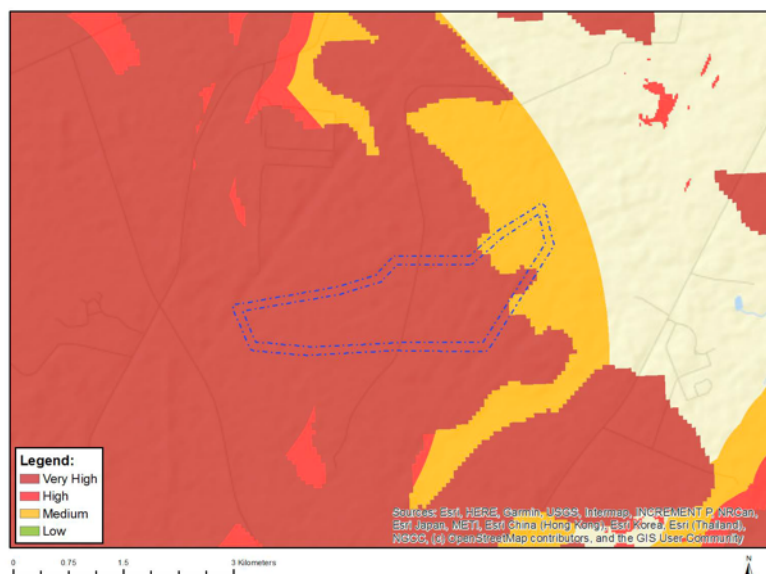 Legend:
Very High
High
Medium
Low
Sources: Esri, HERE, Garmin, USGS, Intermap, INCREMENT P, NRCan,
Esri Japan, METI, Esri China (Hong Kong), Esri Korea, Esri (Thailand),
NGCC, (c) OpenStreetMap contributors, and the GIS User Community
0 0.75 1.5 3 Kilometers
N